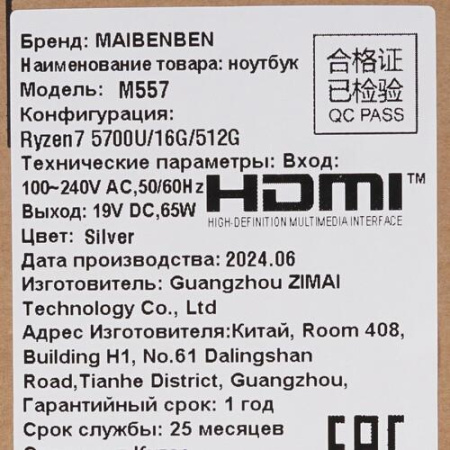 Бренд: MAIBENBEN
Наименование товара: ноутбук
Модель: M557
Конфигурация:
Ryzen7 5700U/16G/512G
Технические параметры: Вход:
100~240V AC,50/60Hz
Выход: 19V DC,65W
Цвет: Silver
Дата производства: 2024.06
Изготовитель: Guangzhou ZIMAI
Technology Co., Ltd
Адрес Изготовителя:Китай, Room 408,
Building H1, No.61 Dalingshan
Road,Tianhe District, Guangzhou,
Гарантийный срок: 1 год
Срок службы: 25 месяцев
合格证
已检验
QC PASS
HDMI™
HIGH-DEFINITION MULTIMEDIA INTERFACE
EAC